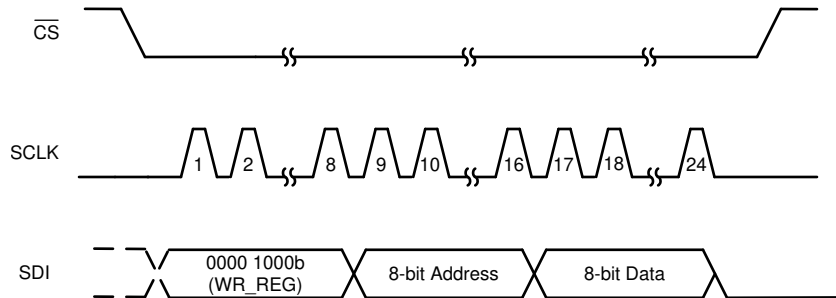 CS
SCLK
1 2 8 9 10 16 17 18 24
SDI
0000 1000b
(WR_REG)
8-bit Address
8-bit Data